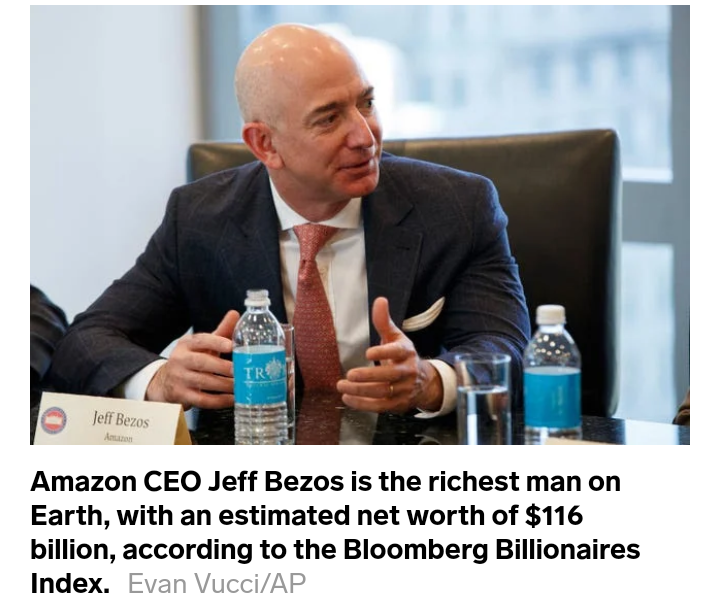 TR
Jeff Bezos
Amazon
Amazon CEO Jeff Bezos is the richest man on
Earth, with an estimated net worth of $116
billion, according to the Bloomberg Billionaires
Index. Evan Vucci/AP